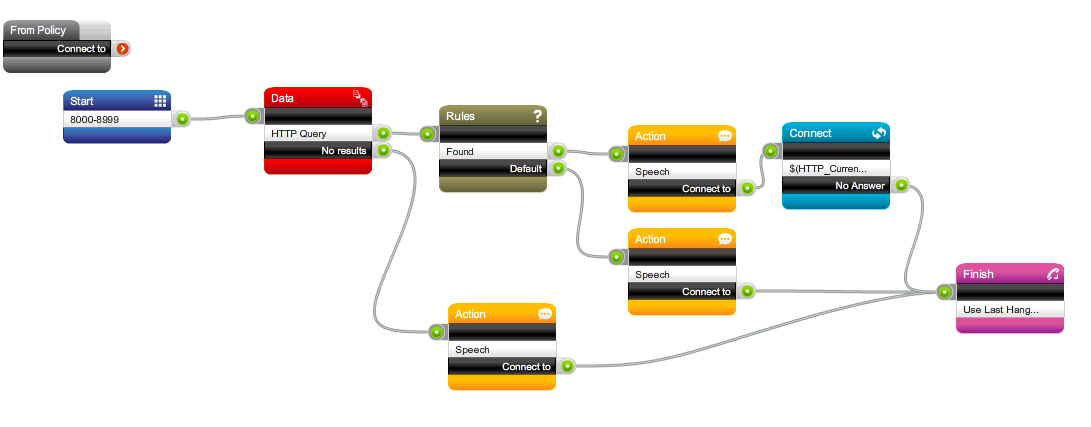 From Policy
Connect to
Start
8000-8999
Data
HTTP Query
No results
Rules
?
Found
Default
Action
Speech
Connect to
Connect
$(HTTP_Curren...
No Answer
Action
Speech
Connect to
Finish
Use Last Hang...
Action
Speech
Connect to